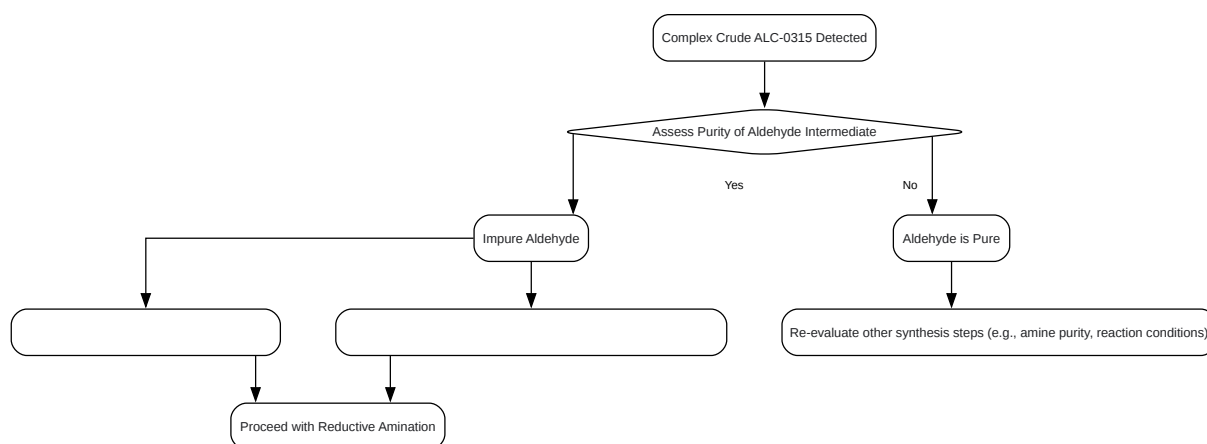 Complex Crude ALC-0315 Detected
Assess Purity of Aldehyde Intermediate
Yes
No
Impure Aldehyde
Aldehyde is Pure
Re-evaluate other synthesis steps (e.g., amine purity, reaction conditions)
Proceed with Reductive Amination